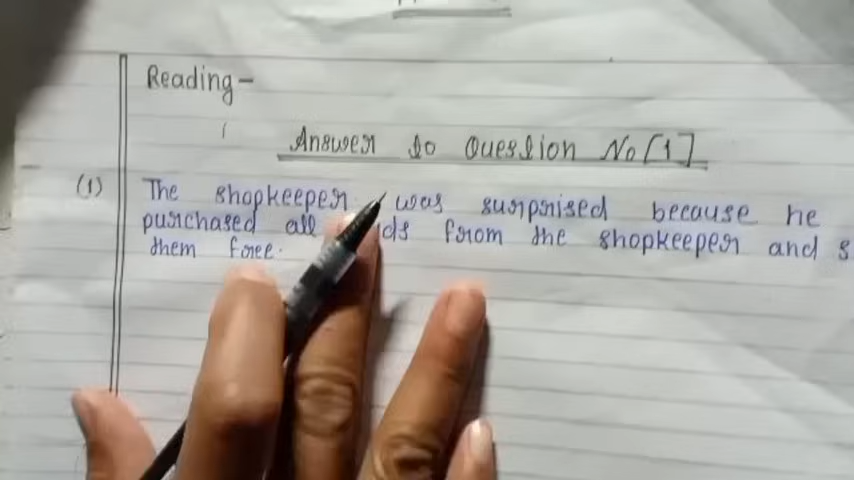 Reading-
Answer to Question No [1]
(1) The shopkeeper was surprised because he
purchased all from the shopkeeper and
them free.